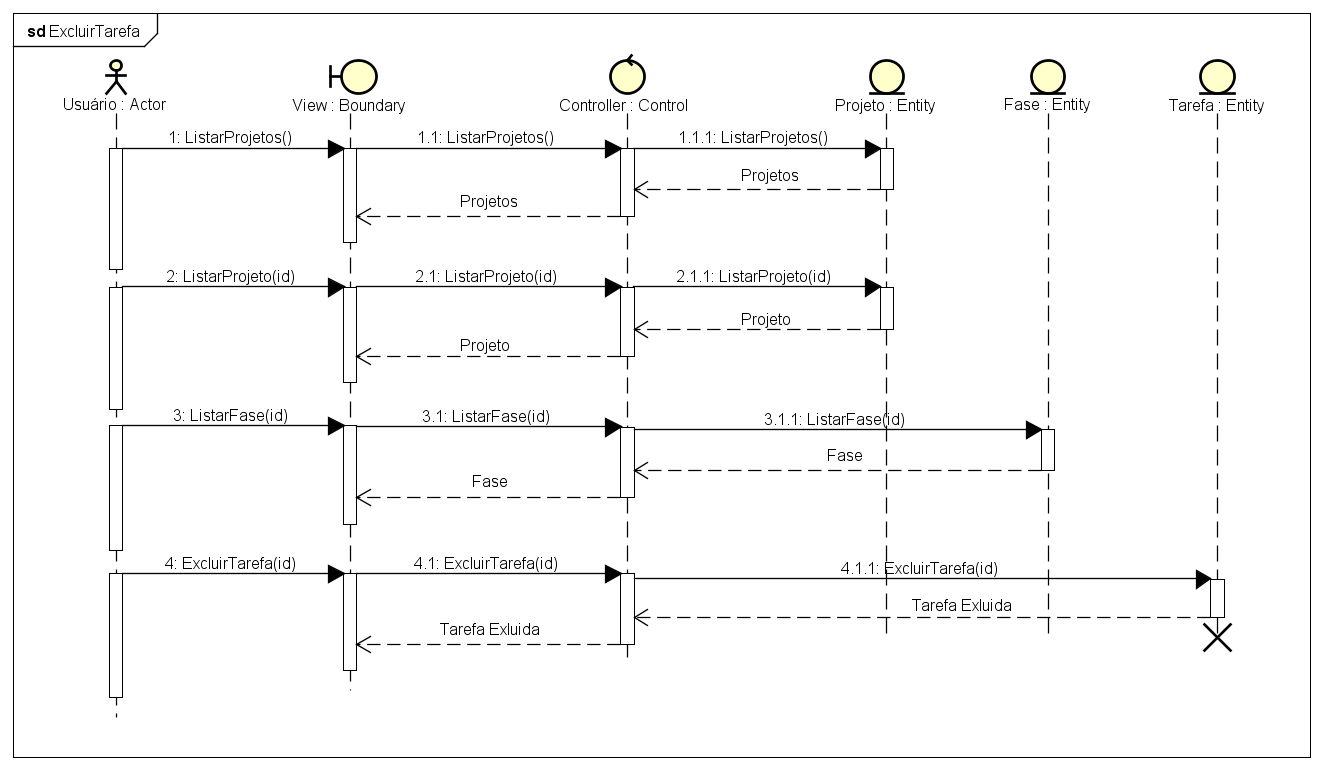 sd ExcluirTarefa
Usuário : Actor
View : Boundary
Controller : Control
Projeto : Entity
Fase : Entity
Tarefa : Entity
1: ListarProjetos()
1.1: ListarProjetos()
1.1.1: ListarProjetos()
Projetos
Projetos
2: ListarProjeto(id)
2.1: ListarProjeto(id)
2.1.1: ListarProjeto(id)
Projeto
Projeto
3: ListarFase(id)
3.1: ListarFase(id)
3.1.1: ListarFase(id)
Fase
Fase
4: ExcluirTarefa(id)
4.1: ExcluirTarefa(id)
4.1.1: ExcluirTarefa(id)
Tarefa Exluida
Tarefa Exluida